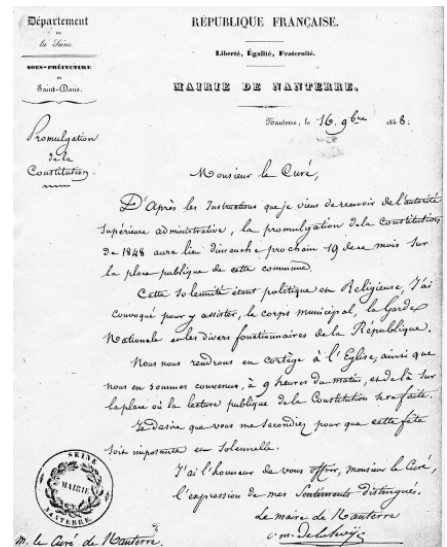 Département
de
la Seine.
SOUS-PRÉFECTURE
de
Saint-Denis.
Promulgation
de la
Constitution.
RÉPUBLIQUE FRANÇAISE.
Liberté, Égalité, Fraternité.
MAIRIE DE NANTERRE.
Nanterre, le 16 9bre 1848.
Monsieur le Curé,
D'Après les Instructions que je viens de recevoir de l'autorité
Supérieure administrative, la promulgation de la Constitution
de 1848 aura lieu dimanche prochain 19 de ce mois sur
la place publique de cette commune.
Cette solemnité étant politique et Religieuse, J'ai
convoqué pour y assister, le corps municipal, la Garde
Nationale et les divers fonctionnaires de la République.
Nous nous rendrons en cortège à l'Eglise, ainsi que
nous en sommes convenus, à 9 heures du matin, et de là sur
la place où la lecture publique de la Constitution sera faite.
Je desire que vous me secondiez pour que cette fête
soit imposante et solennelle.
J'ai l'honneur de vous offrir, monsieur le Curé,
l'expression de mes Sentiments distingués.
Le maire de Nanterre
SEINE
MAIRIE
NANTERRE
M. le Curé de Nanterre.